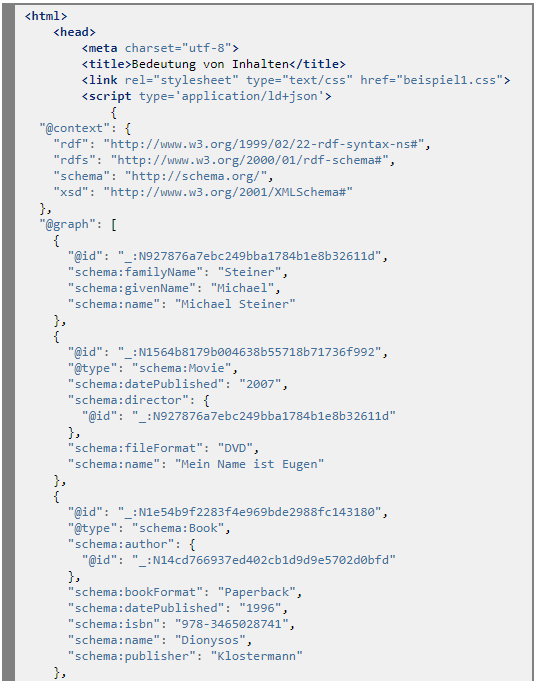 <html>
<head>
<meta charset="utf-8">
<title>Bedeutung von Inhalten</title>
<link rel="stylesheet" type="text/css" href="beispiel1.css">
<script type='application/ld+json'>
{
"@context": {
"rdf": "http://www.w3.org/1999/02/22-rdf-syntax-ns#",
"rdfs": "http://www.w3.org/2000/01/rdf-schema#",
"schema": "http://schema.org/",
"xsd": "http://www.w3.org/2001/XMLSchema#"
},
"@graph": [
{
"@id": "_:N927876a7ebc249bba1784b1e8b32611d",
"schema:familyName": "Steiner",
"schema:givenName": "Michael",
"schema:name": "Michael Steiner"
},
{
"@id": "_:N1564b8179b004638b55718b71736f992",
"@type": "schema:Movie",
"schema:datePublished": "2007",
"schema:director": {
"@id": "_:N927876a7ebc249bba1784b1e8b32611d"
},
"schema:fileFormat": "DVD",
"schema:name": "Mein Name ist Eugen"
},
{
"@id": "_:N1e54b9f2283f4e969bde2988fc143180",
"@type": "schema:Book",
"schema:author": {
"@id": "_:N14cd766937ed402cb1d9d9e5702d0bfd"
},
"schema:bookFormat": "Paperback",
"schema:datePublished": "1996",
"schema:isbn": "978-3465028741",
"schema:name": "Dionysos",
"schema:publisher": "Klostermann"
},